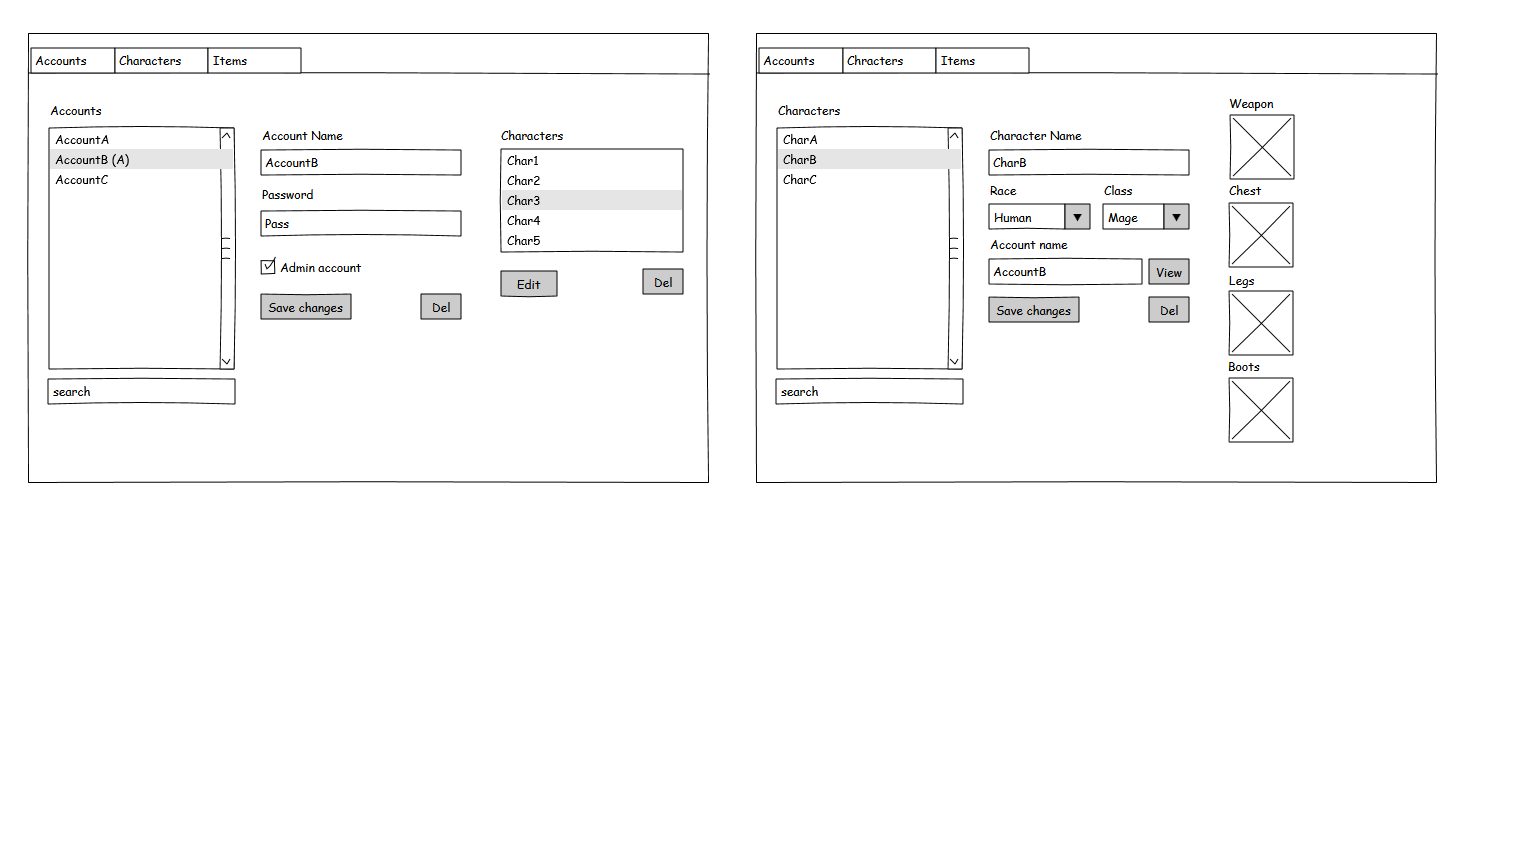 Accounts
Characters
Items
Accounts
AccountA
AccountB (A)
AccountC
search
Account Name
AccountB
Password
Pass
Admin account
Save changes
Del
Characters
Char1
Char2
Char3
Char4
Char5
Edit
Del
Accounts
Chracters
Items
Characters
CharA
CharB
CharC
search
Character Name
CharB
Race
Class
Human
Mage
Account name
AccountB
View
Save changes
Del
Weapon
Chest
Legs
Boots